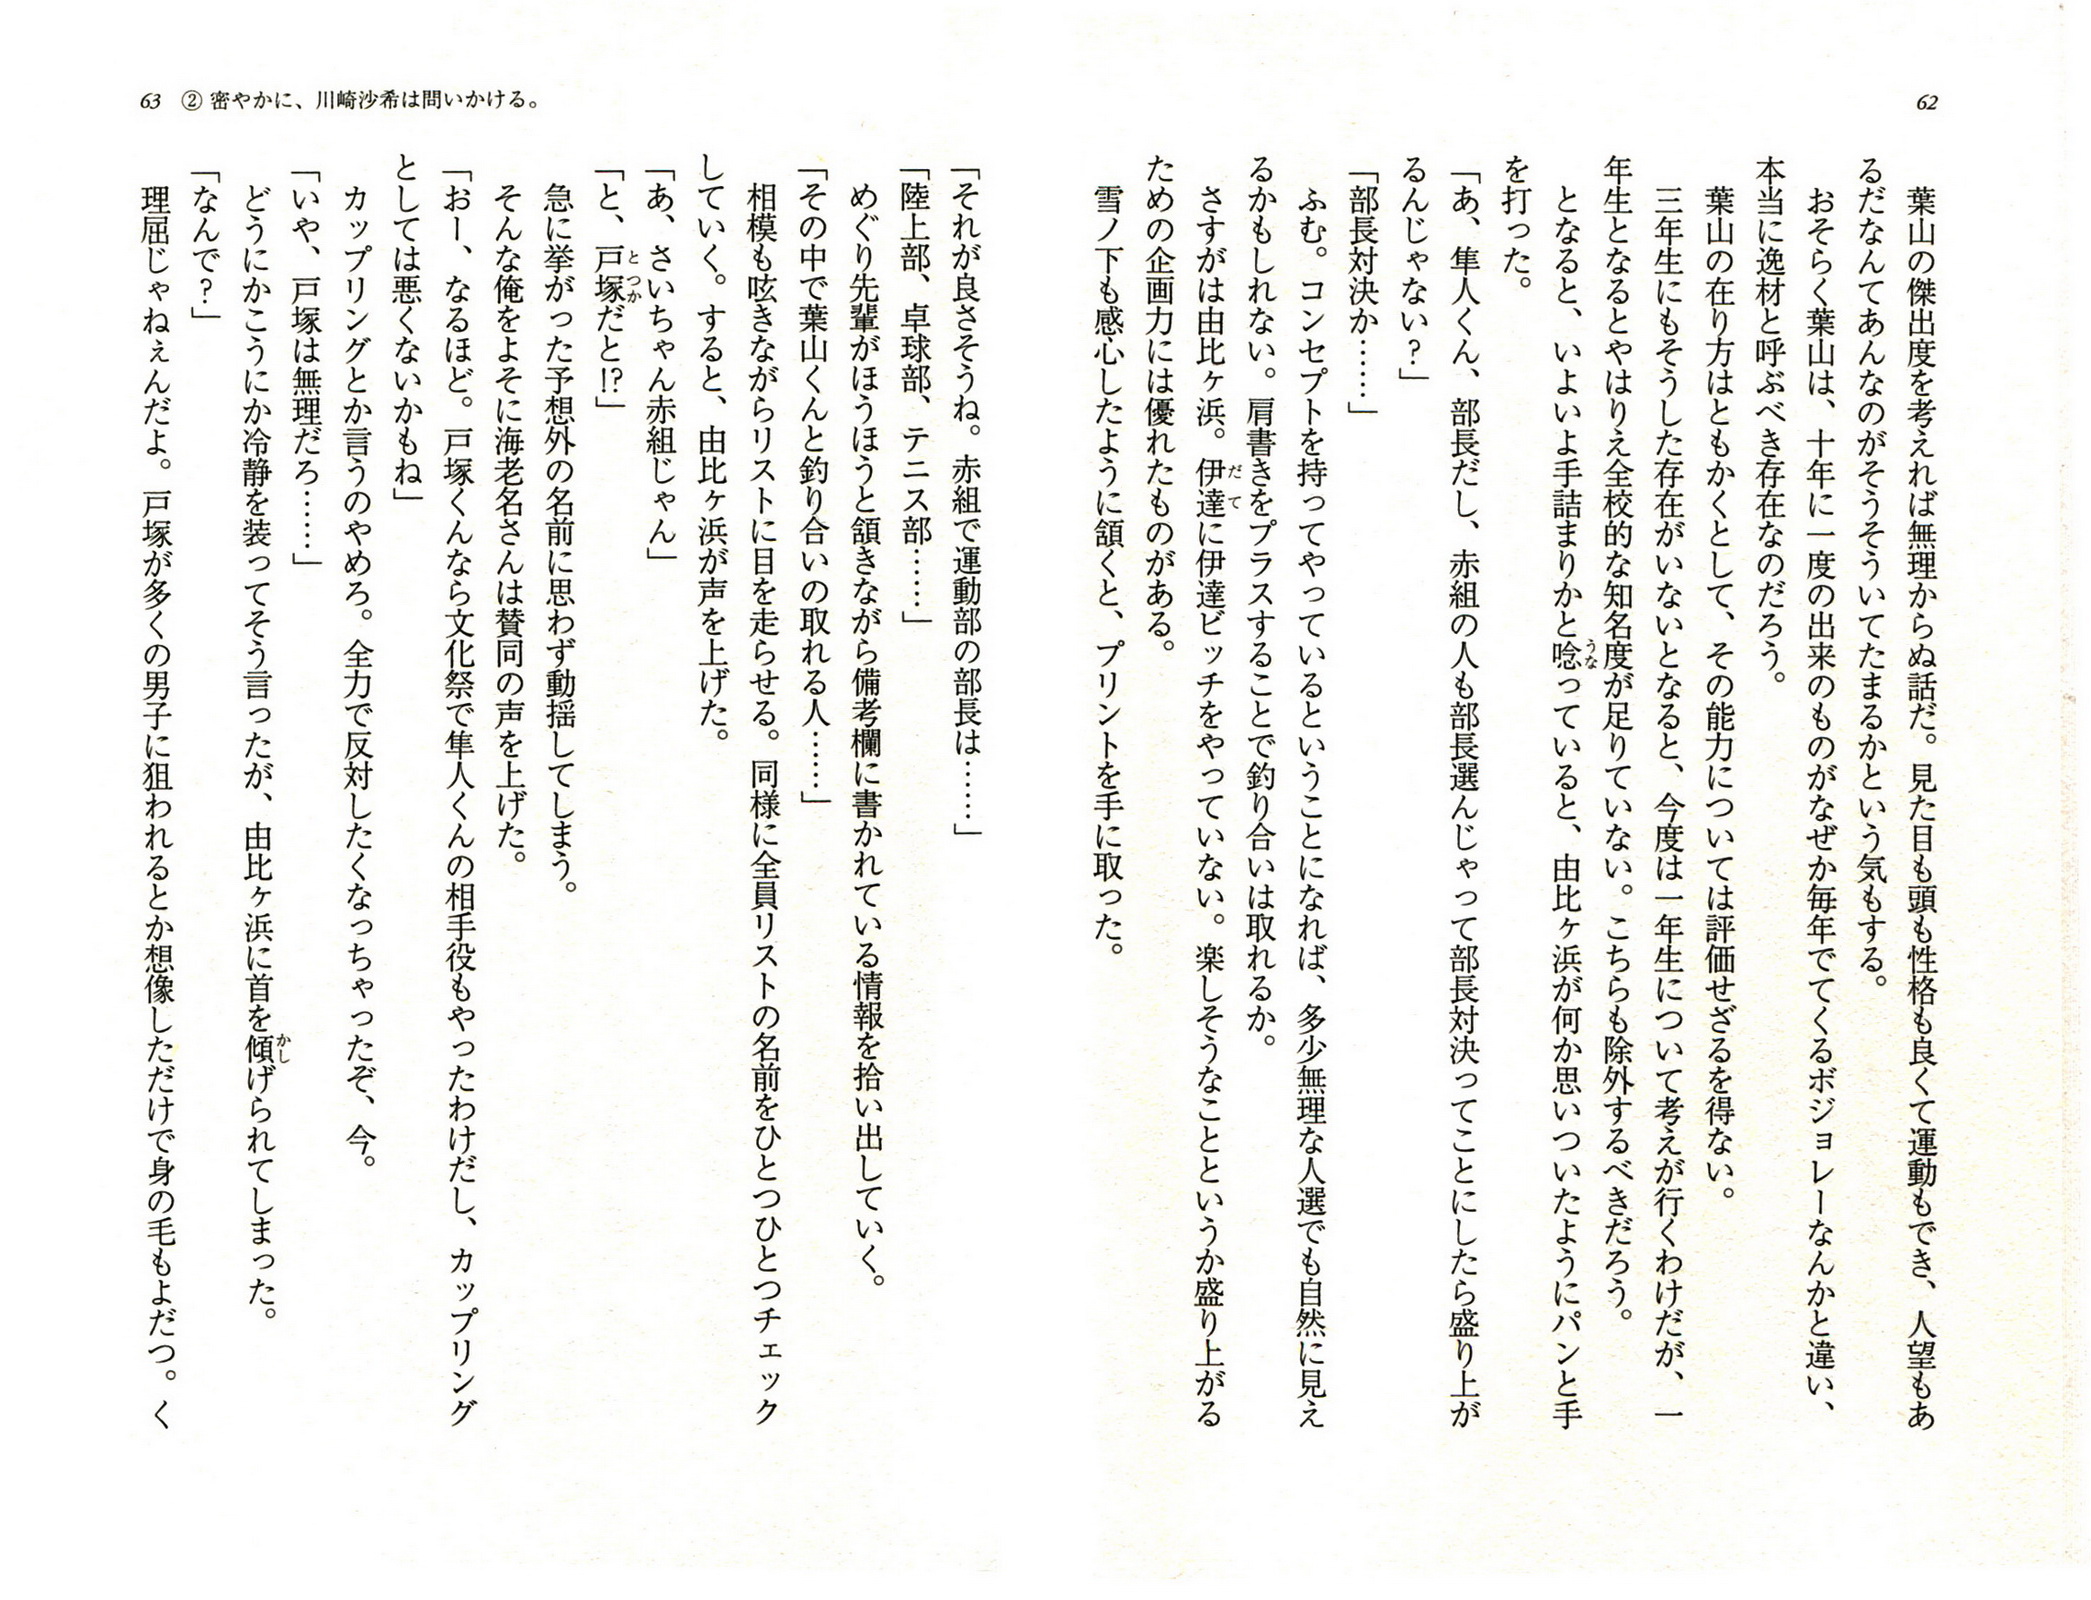 62
葉山の傑出度を考えれば無理からぬ話だ。見た目も頭も性格も良くて運動もでき、人望もあ
るだなんてあんなのがそうそういてたまるかという気もする。
おそらく葉山は、十年に一度の出来のものがなぜか毎年でてくるボジョレーなんかと違い、
本当に逸材と呼ぶべき存在なのだろう。
葉山の在り方はともかくとして、その能力については評価せざるを得ない。
三年生にもそうした存在がいないとなると、今度は一年生について考えが行くわけだが、一
年生となるとやはりえ全校的な知名度が足りていない。こちらも除外するべきだろう。
となると、いよいよ手詰まりかと唸っていると、由比ヶ浜が何か思いついたようにパンと手
を打った。
「あ、隼人くん、部長だし、赤組の人も部長選んじゃって部長対決ってことにしたら盛り上が
るんじゃない？」
「部長対決か……」
ふむ。コンセプトを持ってやっているということになれば、多少無理な人選でも自然に見え
るかもしれない。肩書きをプラスすることで釣り合いは取れるか。
さすがは由比ヶ浜。伊達に伊達ビッチをやっていない。楽しそうなことというか盛り上がる
ための企画力には優れたものがある。
雪ノ下も感心したように頷くと、プリントを手に取った。
63 ② 密やかに、川崎沙希は問いかける。
「それが良さそうね。赤組で運動部の部長は……」
「陸上部、卓球部、テニス部……」
めぐり先輩がほうほうと頷きながら備考欄に書かれている情報を拾い出していく。
「その中で葉山くんと釣り合いの取れる人……」
相模も呟きながらリストに目を走らせる。同様に全員リストの名前をひとつひとつチェック
していく。すると、由比ヶ浜が声を上げた。
「あ、さいちゃん赤組じゃん」
「と、戸塚だと!?」
急に挙がった予想外の名前に思わず動揺してしまう。
そんな俺をよそに海老名さんは賛同の声を上げた。
「おー、なるほど。戸塚くんなら文化祭で隼人くんの相手役もやったわけだし、カップリング
としては悪くないかもね」
カップリングとか言うのやめろ。全力で反対したくなっちゃったぞ、今。
「いや、戸塚は無理だろ……」
どうにかこうにか冷静を装ってそう言ったが、由比ヶ浜に首を傾げられてしまった。
「なんで？」
理屈じゃねぇんだよ。戸塚が多くの男子に狙われるとか想像しただけで身の毛もよだつ。く